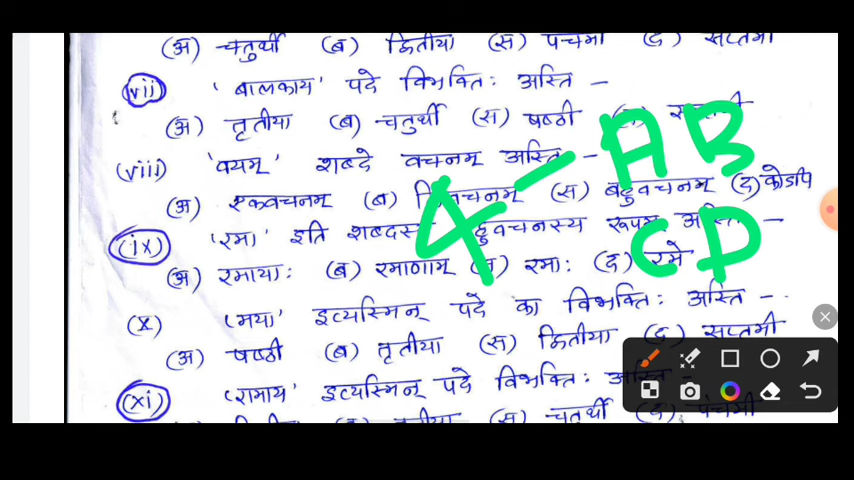 (अ) चतुर्थी (ब) द्वितीया (स) पंचमी (द) सप्तमी
(vii) 'बालकाय' पदे विभक्तिः अस्ति -
(अ) तृतीया (ब) चतुर्थी (स) षष्ठी (द) सप्तमी
(viii) 'वयम्' शब्दे वचनम् अस्ति -
(अ) एकवचनम् (ब) द्विवचनम् (स) बहुवचनम् (द) कोऽपि
(ix) 'रमा' इति शब्दस्य बहुवचनस्य रूपम् अस्ति -
(अ) रमायाः (ब) रमाणाम् (स) रमाः (द) रमे
(x) 'मया' इत्यस्मिन् पदे का विभक्तिः अस्ति -
(अ) षष्ठी (ब) तृतीया (स) द्वितीया (द) सप्तमी
(xi) 'रामाय' इत्यस्मिन् पदे विभक्तिः अस्ति -
तृतीया (स) चतुर्थी (द) पंचमी
4 - AB
CD